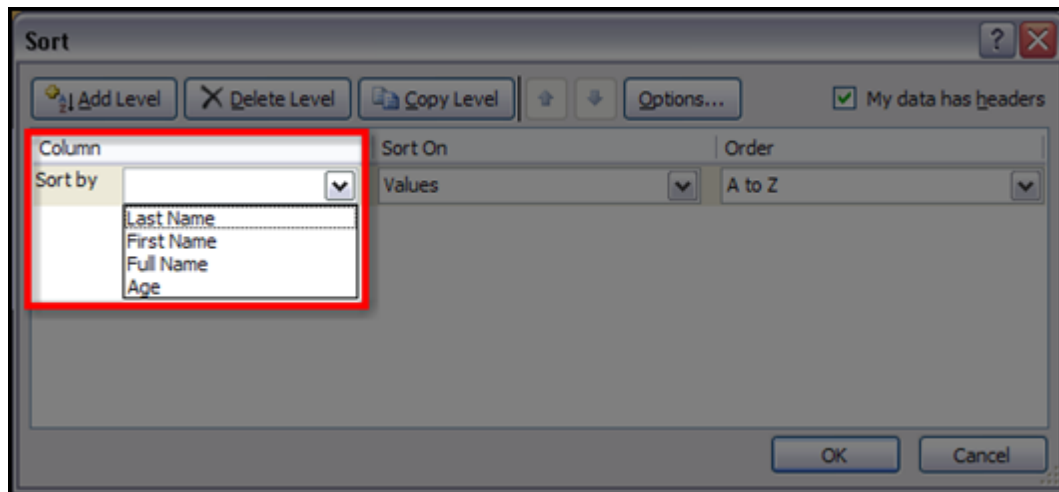 Sort
Add Level Delete Level Copy Level Options... My data has headers
Column Sort On Order
Sort by Values A to Z
Last Name
First Name
Full Name
Age
OK Cancel